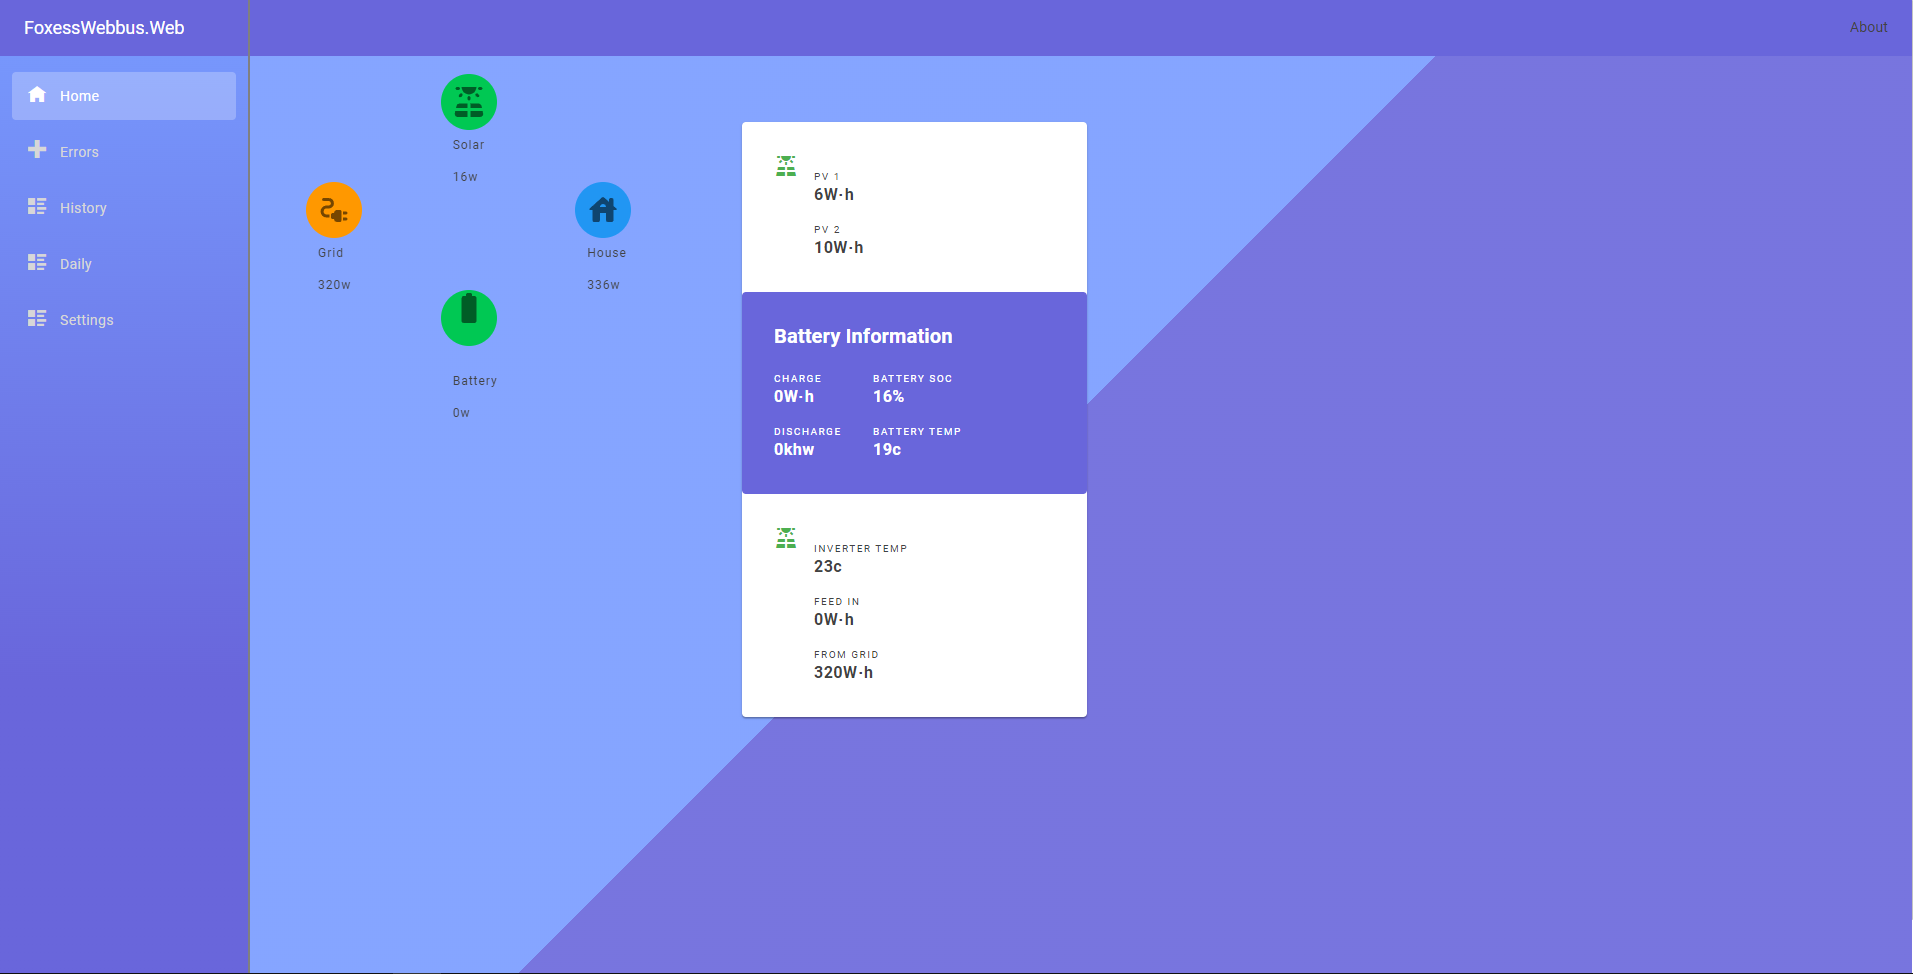 FoxessWebbus.Web
About
Home
Errors
History
Daily
Settings
Solar
16w
Grid
320w
House
336w
Battery
0w
PV 1
6W·h
PV 2
10W·h
Battery Information
CHARGE
0W·h
BATTERY SOC
16%
DISCHARGE
0khw
BATTERY TEMP
19c
INVERTER TEMP
23c
FEED IN
0W·h
FROM GRID
320W·h